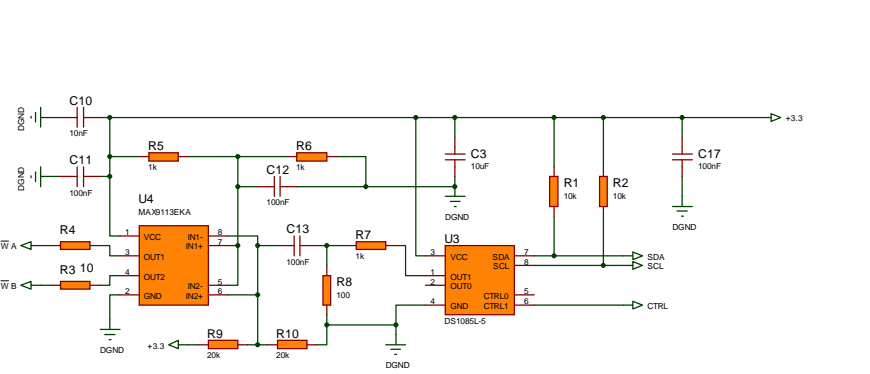 C10
10nF
DGND
+3.3
R5
1k
R6
1k
C3
10uF
C17
100nF
C11
100nF
DGND
C12
100nF
R1
10k
R2
10k
DGND
DGND
U4
MAX9113EKA
R4
W A
R3 10
W B
1 VCC
3 OUT1
4 OUT2
2 GND
IN1- 8
IN1+ 7
IN2- 5
IN2+ 6
C13
100nF
R7
1k
R8
100
U3
3 VCC
1 OUT1
2 OUT0
4 GND
SDA 7
SCL 8
CTRL0 5
CTRL1 6
DS1085L-5
SDA
SCL
CTRL
DGND
+3.3
R9
20k
R10
20k
DGND